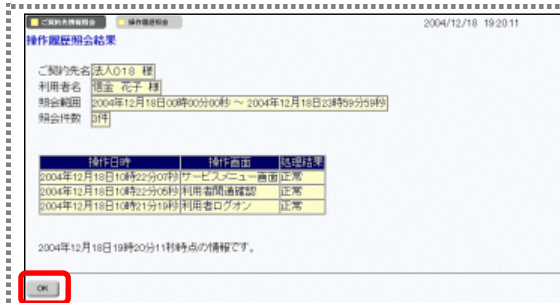 ご契約先情報照会 操作履歴照会 2004/12/18 19:20:11
操作履歴照会結果
ご契約先名 法人018 様
利用者名 信金 花子 様
照会範囲 2004年12月18日00時00分00秒 ～ 2004年12月18日23時59分59秒
照会件数 3件
操作日時 操作画面 処理結果
2004年12月18日10時22分07秒 サービスメニュー画面 正常
2004年12月18日10時22分05秒 利用者開通確認 正常
2004年12月18日10時21分19秒 利用者ログオン 正常
2004年12月18日19時20分11秒時点の情報です。
OK